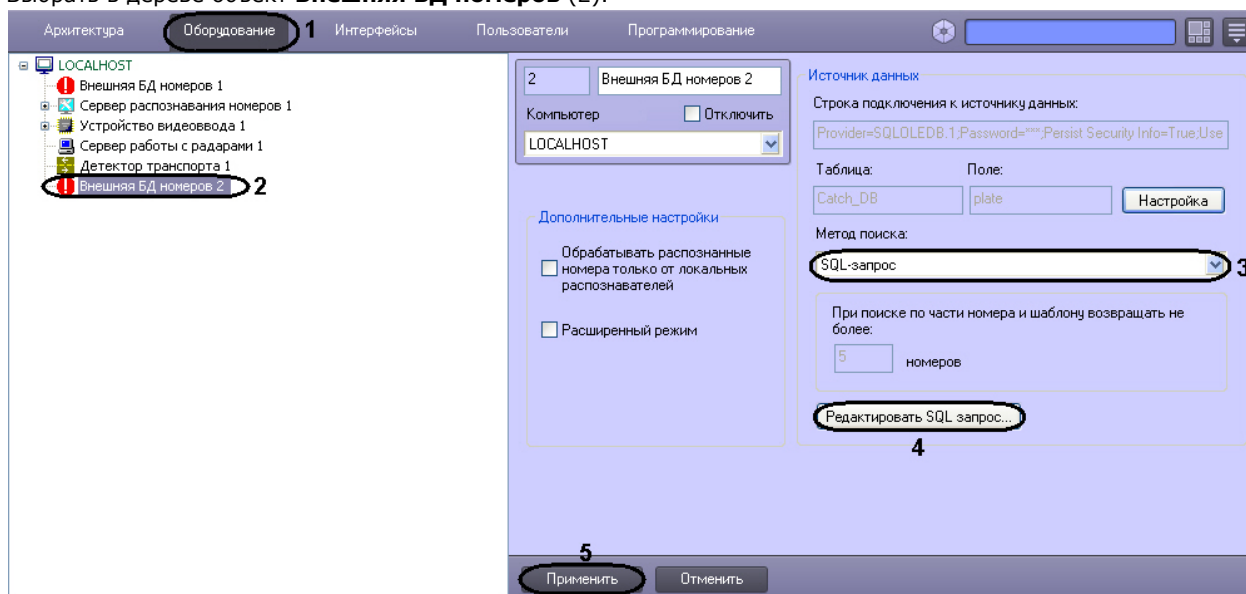 Выбрать в дереве объект Внешняя БД номеров (2).
Архитектура Оборудование 1 Интерфейсы Пользователи Программирование
LOCALHOST
Внешняя БД номеров 1
Сервер распознавания номеров 1
Устройство видеоввода 1
Сервер работы с радарами 1
Детектор транспорта 1
Внешняя БД номеров 2 2
2 Внешняя БД номеров 2
Компьютер Отключить
LOCALHOST
Дополнительные настройки
Обрабатывать распознанные
номера только от локальных
распознавателей
Расширенный режим
Источник данных
Строка подключения к источнику данных:
Provider=SQLOLEDB.1;Password=***;Persist Security Info=True;Use
Таблица: Поле:
Catch_DB plate Настройка
Метод поиска:
SQL-запрос 3
При поиске по части номера и шаблону возвращать не
более:
5 номеров
Редактировать SQL запрос...
4
5
Применить Отменить